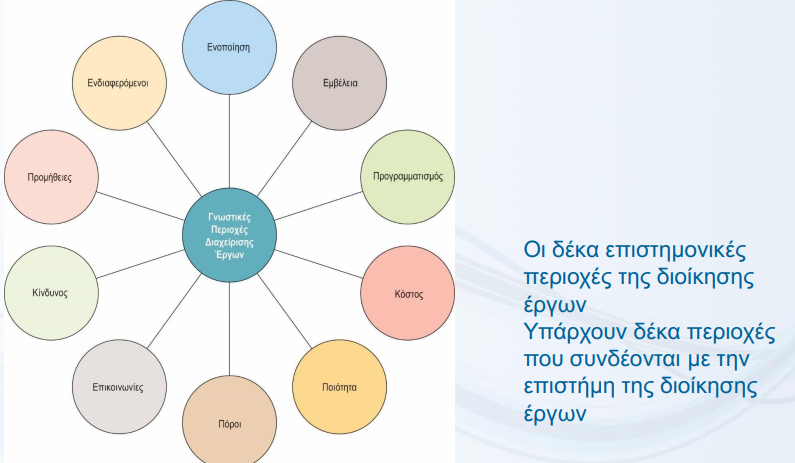 Ενοποίηση
Εμβέλεια
Προγραμματισμός
Κόστος
Ποιότητα
Πόροι
Επικοινωνίες
Κίνδυνος
Προμήθειες
Ενδιαφερόμενοι
Γνωστικές
Περιοχές
Διαχείρισης
Έργων
Οι δέκα επιστημονικές
περιοχές της διοίκησης
έργων
Υπάρχουν δέκα περιοχές
που συνδέονται με την
επιστήμη της διοίκησης
έργων